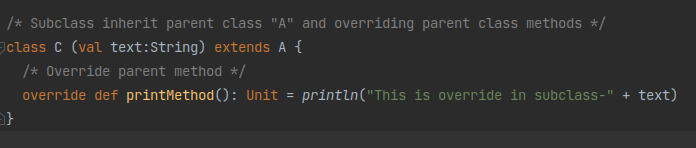 /* Subclass inherit parent class "A" and overriding parent class methods */
class C (val text:String) extends A {
/* Override parent method */
override def printMethod(): Unit = println("This is override in subclass-" + text)
}